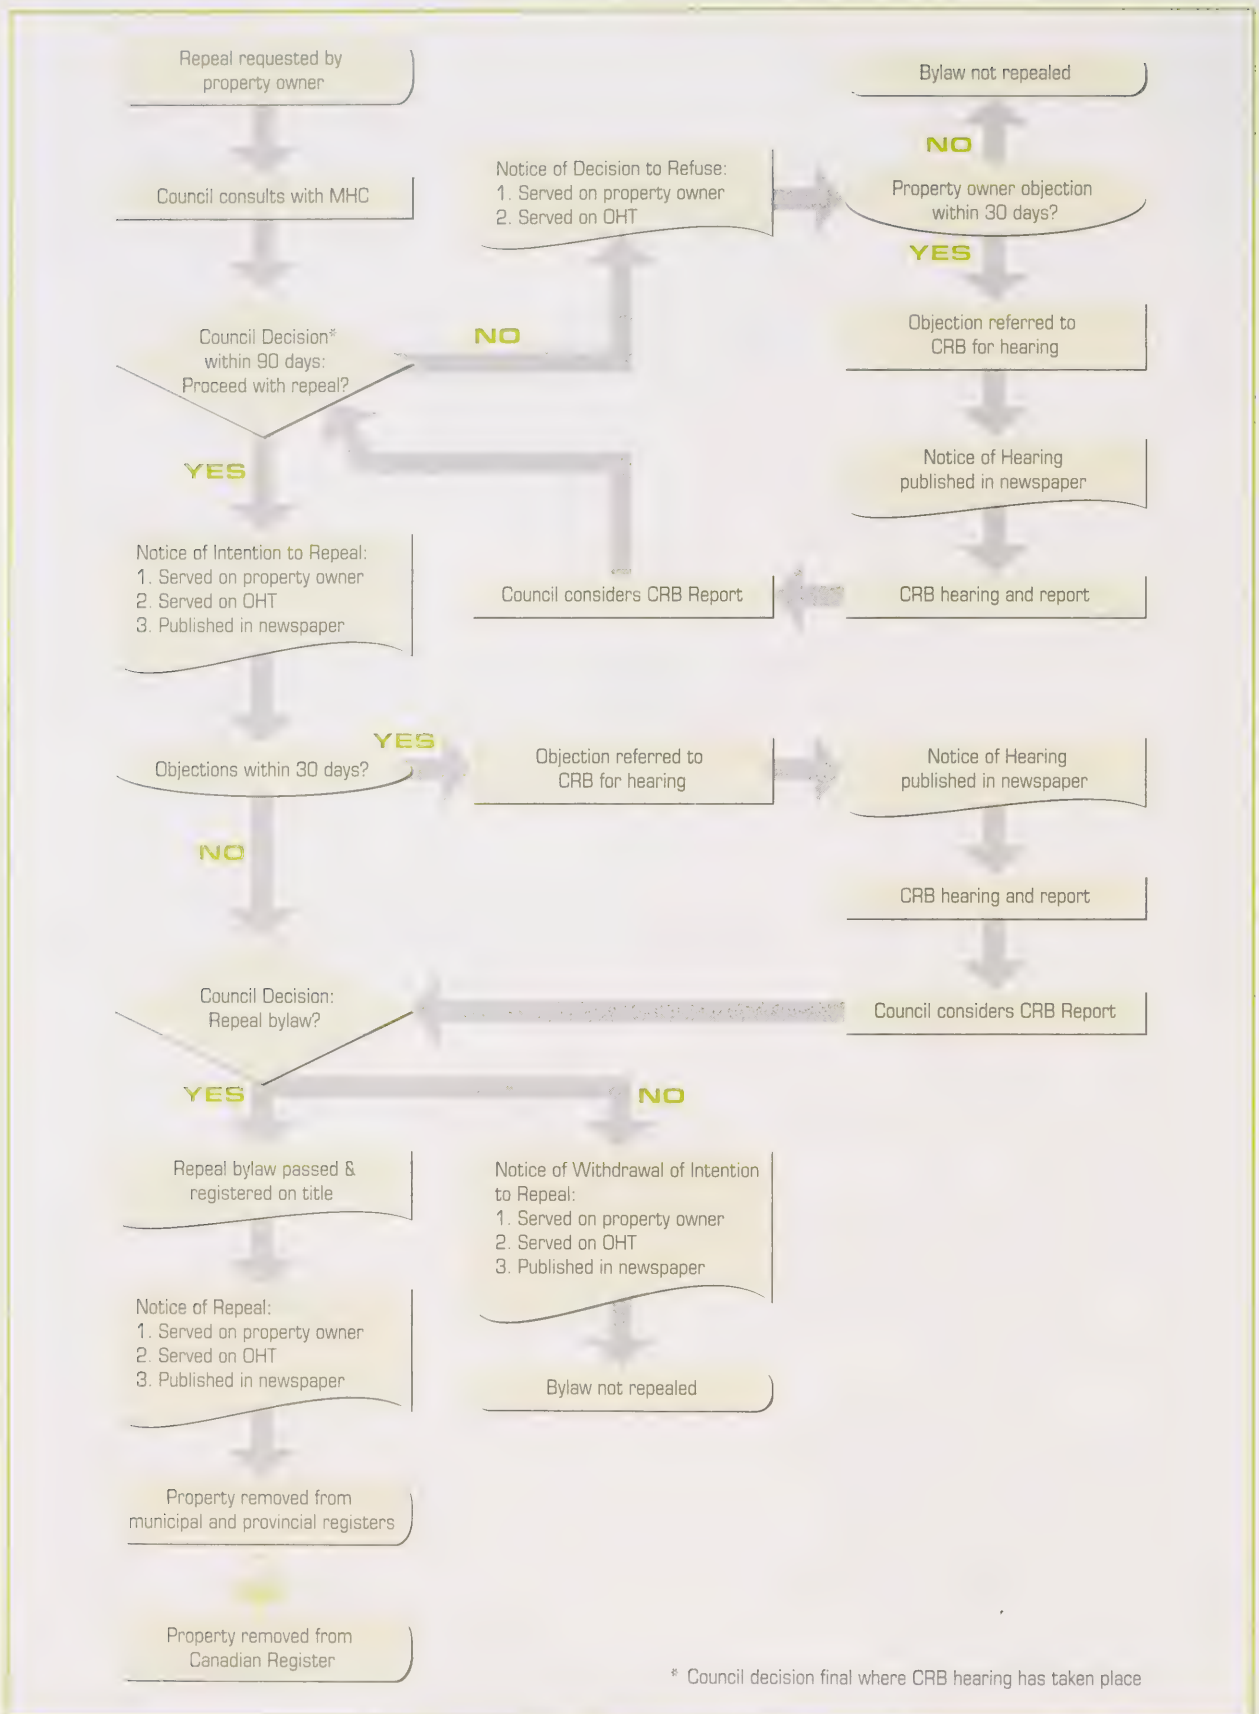 Repeal requested by
property owner
Council consults with MHC
Council Decision*
within 90 days:
Proceed with repeal?
NO
Notice of Decision to Refuse:
1. Served on property owner
2. Served on OHT
Property owner objection
within 30 days?
NO
Bylaw not repealed
YES
Objection referred to
CRB for hearing
Notice of Hearing
published in newspaper
CRB hearing and report
Council considers CRB Report
YES
Notice of Intention to Repeal:
1. Served on property owner
2. Served on OHT
3. Published in newspaper
Objections within 30 days?
YES
Objection referred to
CRB for hearing
Notice of Hearing
published in newspaper
CRB hearing and report
Council considers CRB Report
NO
Council Decision:
Repeal bylaw?
YES
Repeal bylaw passed &
registered on title
Notice of Repeal:
1. Served on property owner
2. Served on OHT
3. Published in newspaper
Property removed from
municipal and provincial registers
Property removed from
Canadian Register
NO
Notice of Withdrawal of Intention
to Repeal:
1. Served on property owner
2. Served on OHT
3. Published in newspaper
Bylaw not repealed
* Council decision final where CRB hearing has taken place